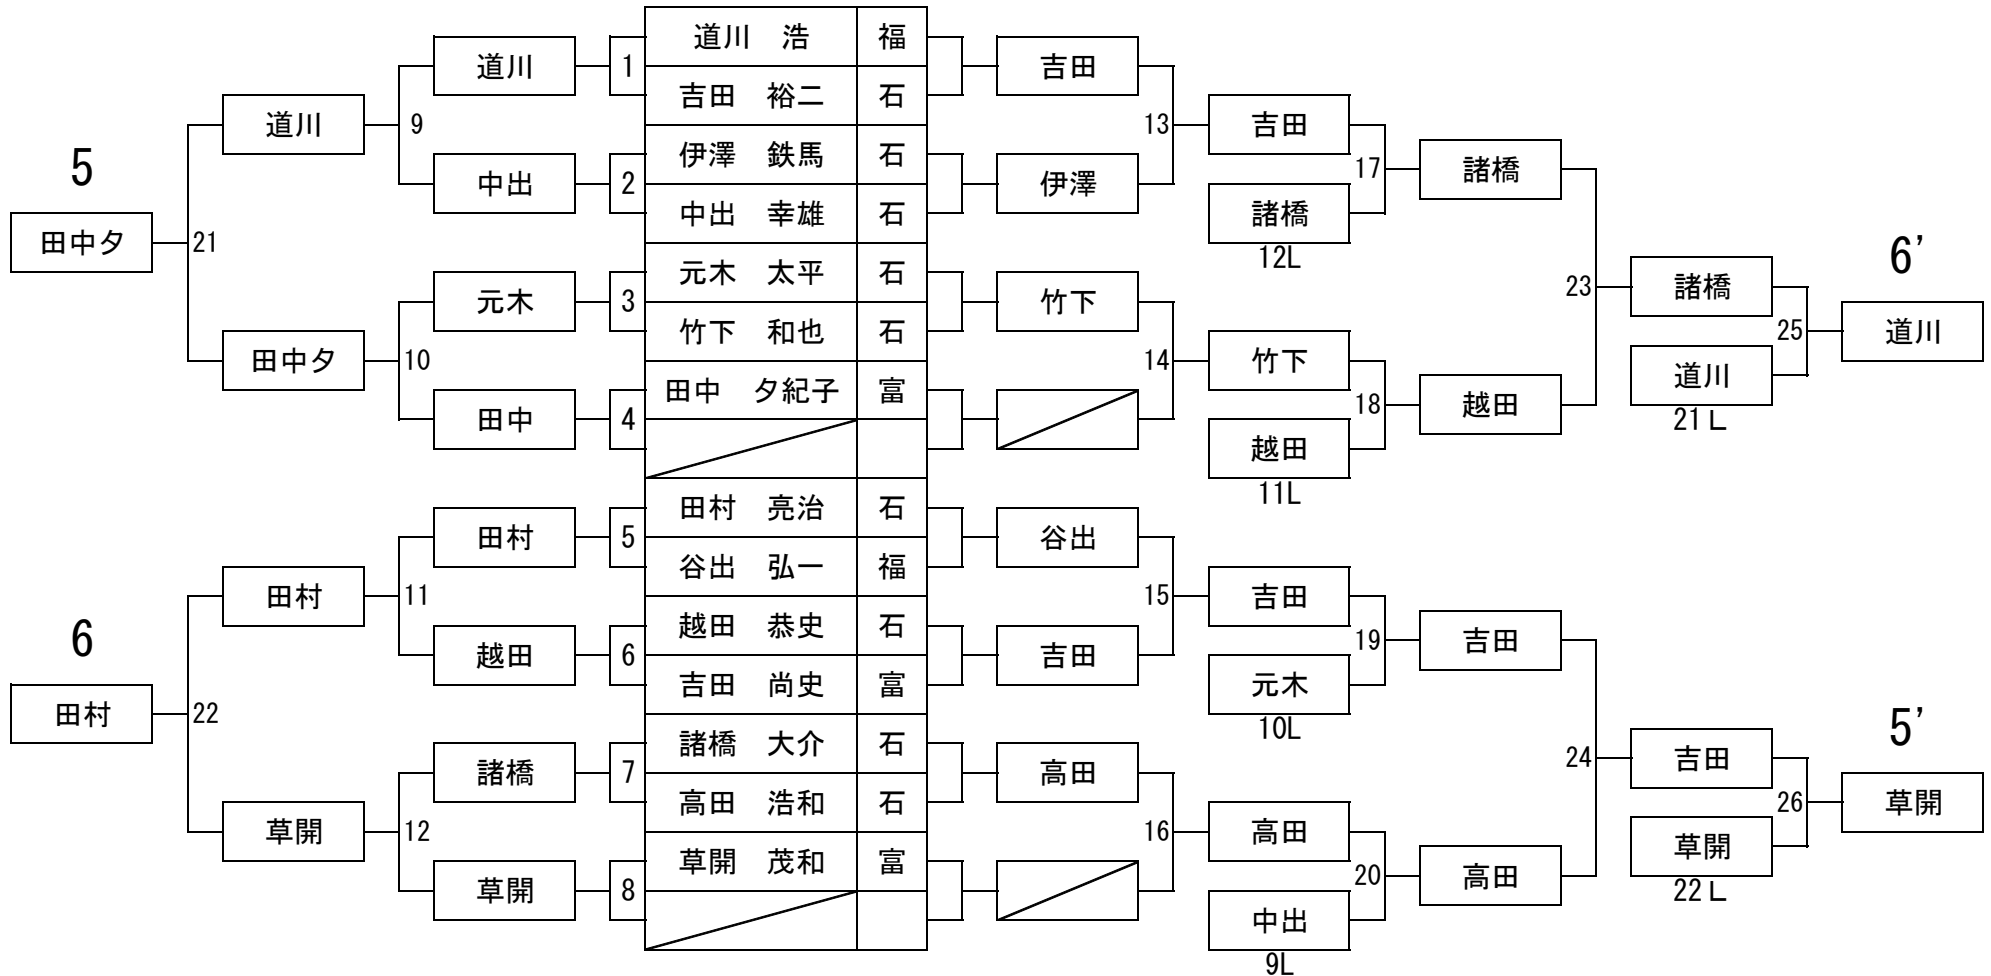 道川　浩 福
道川 1 吉田
吉田　裕二 石
道川 9 13 吉田
伊澤　鉄馬 石
5 中出 2 伊澤 17 諸橋
中出　幸雄 石 諸橋
田中夕 21 12L
元木　太平 石 6’
元木 3 竹下 23 諸橋
竹下　和也 石 25 道川
田中夕 10 14 竹下
田中　夕紀子 富 道川
田中 4 18 越田 21L
越田
11L
田村　亮治 石
田村 5 谷出
谷出　弘一 福
田村 11 15 吉田
越田　恭史 石
6 越田 6 吉田 19 吉田
吉田　尚史 富 元木
田村 22 10L
諸橋　大介 石 5’
諸橋 7 高田 24 吉田
高田　浩和 石 26 草開
草開 12 16 高田
草開　茂和 富 草開
草開 8 20 高田 22L
中出
9L